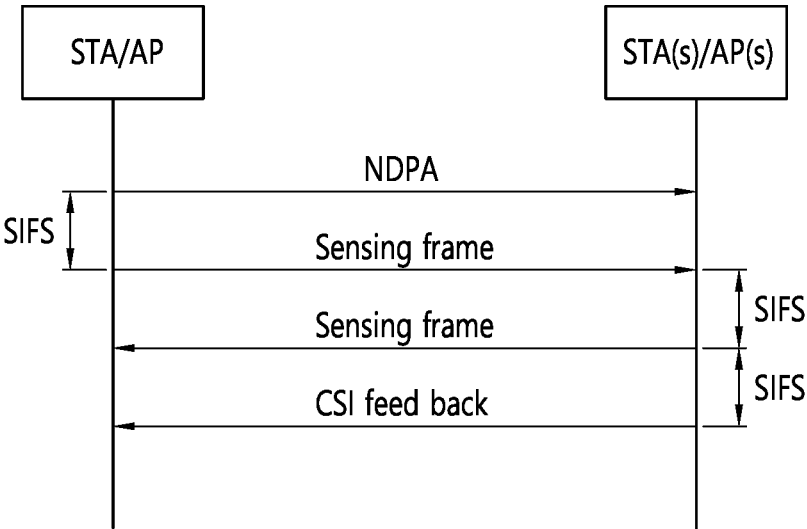 STA/AP
STA(s)/AP(s)
NDPA
SIFS
Sensing frame
SIFS
Sensing frame
SIFS
CSI feed back